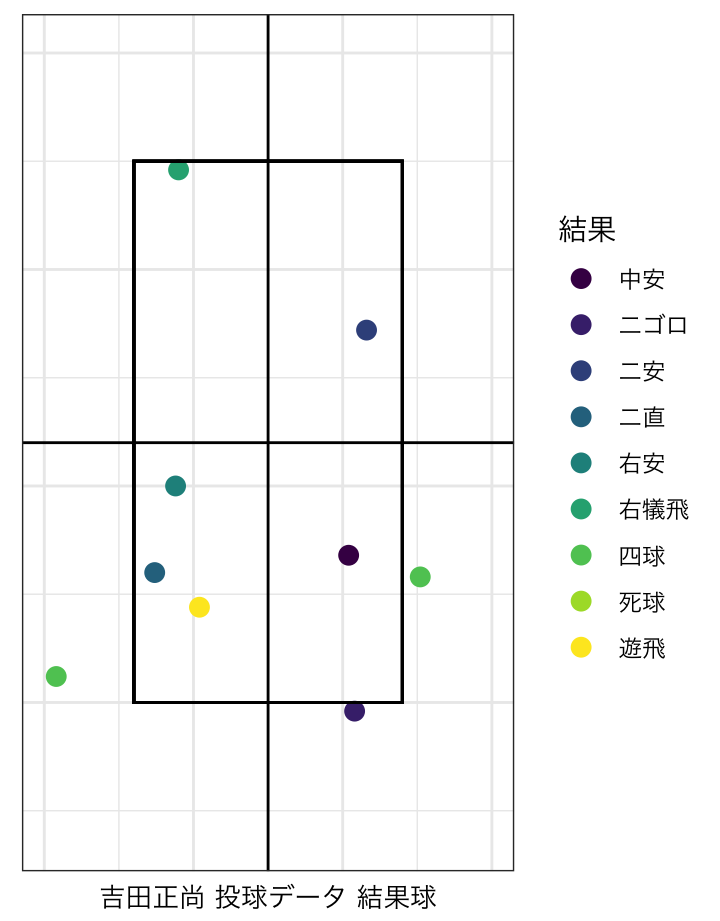 結果
中安
二ゴロ
二安
二直
右安
右犠飛
四球
死球
遊飛
吉田正尚 投球データ 結果球